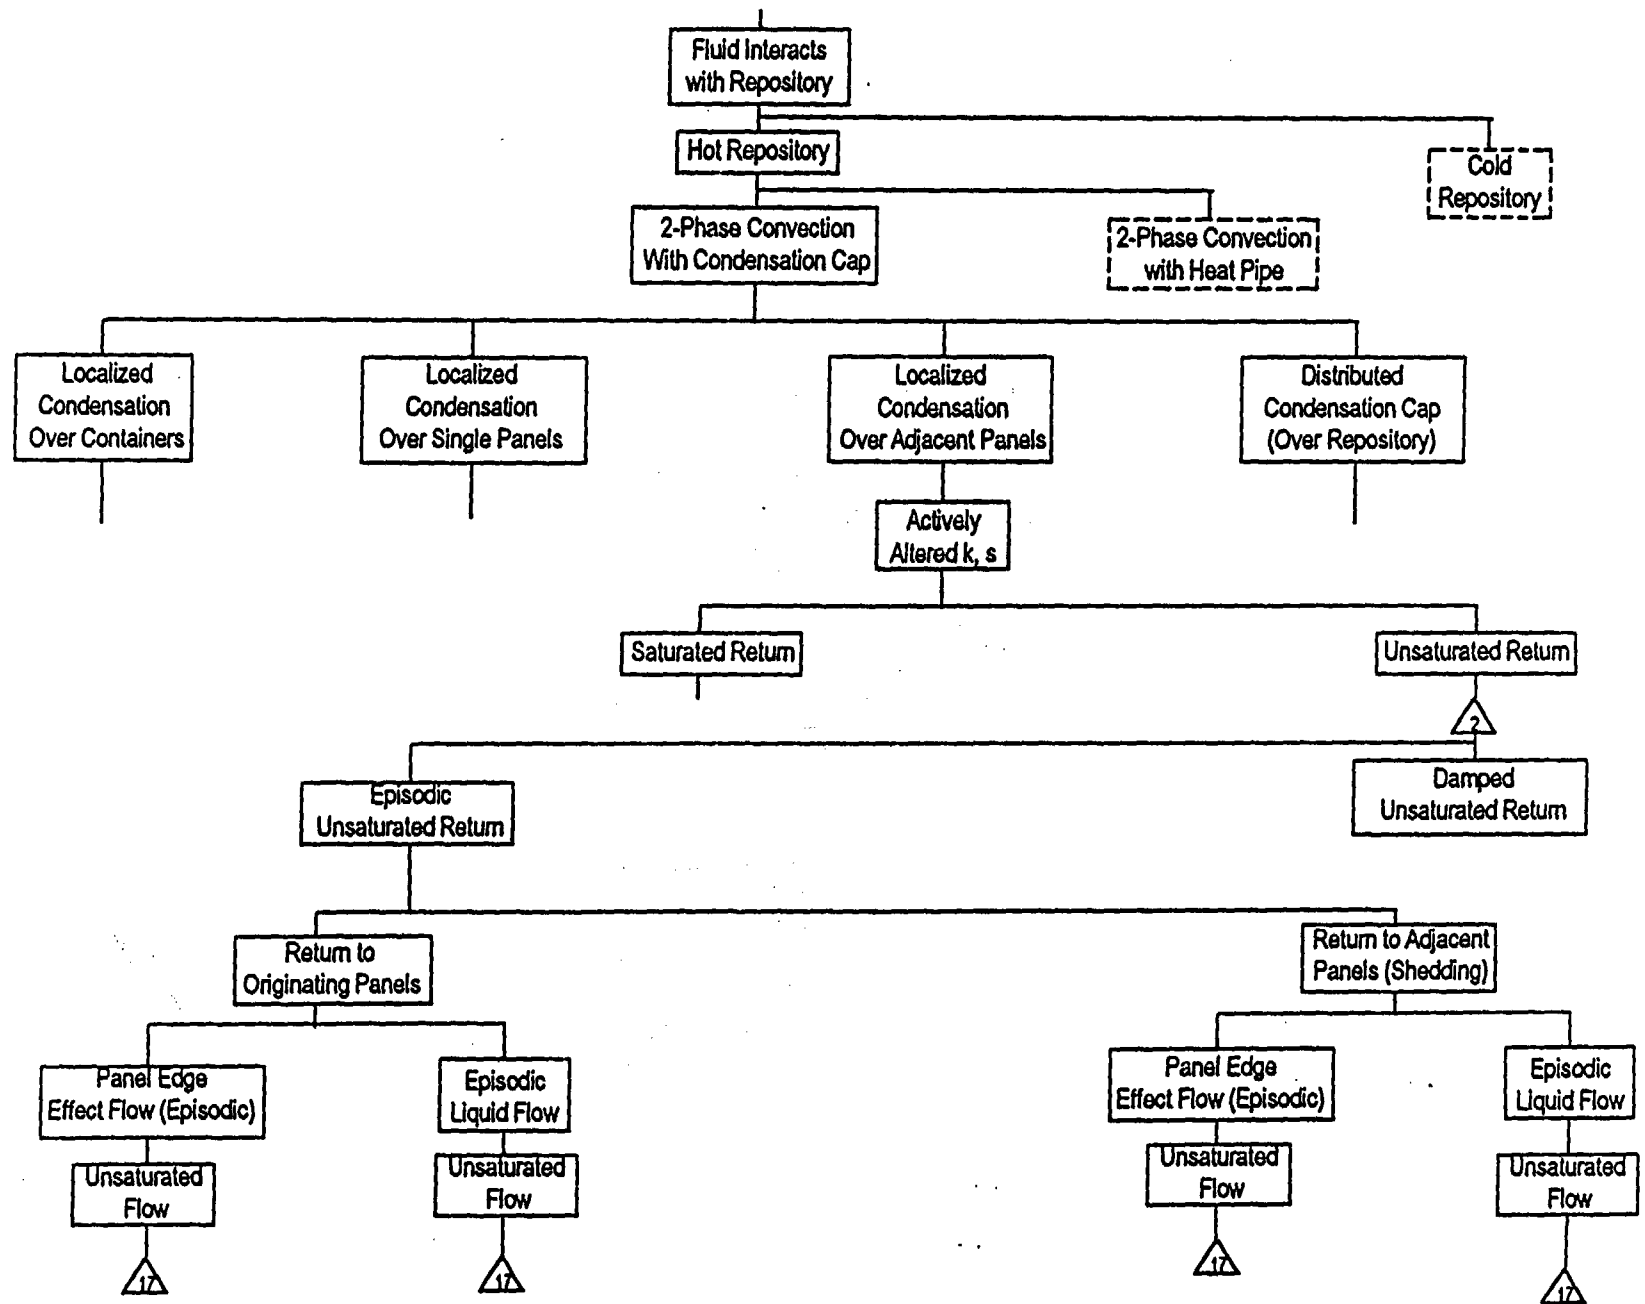 Fluid Interacts
with Repository
Hot Repository
Cold
Repository
2-Phase Convection
With Condensation Cap
2-Phase Convection
with Heat Pipe
Localized
Condensation
Over Containers
Localized
Condensation
Over Single Panels
Localized
Condensation
Over Adjacent Panels
Distributed
Condensation Cap
(Over Repository)
Actively
Altered k, s
Saturated Return
Unsaturated Return
2
Episodic
Unsaturated Return
Damped
Unsaturated Return
Return to
Originating Panels
Return to Adjacent
Panels (Shedding)
Panel Edge
Effect Flow (Episodic)
Episodic
Liquid Flow
Panel Edge
Effect Flow (Episodic)
Episodic
Liquid Flow
Unsaturated
Flow
Unsaturated
Flow
Unsaturated
Flow
Unsaturated
Flow
17
17
17
17